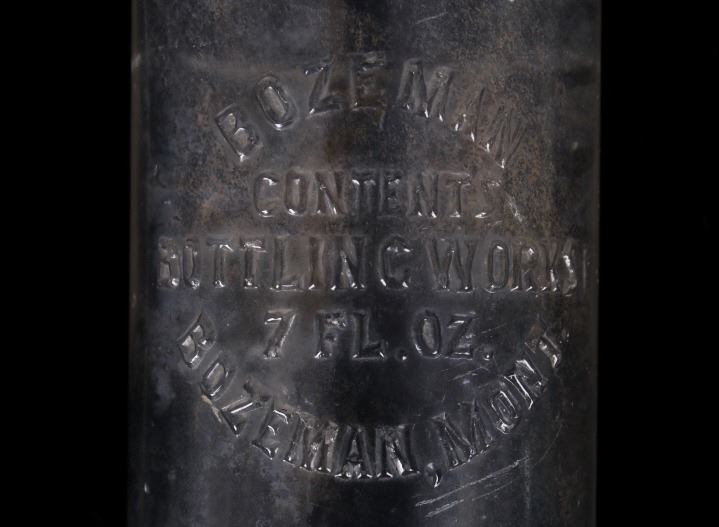 BOZEMAN
CONTENTS
BOTTLING WORKS
7 FL. OZ.
BOZEMAN, MONT